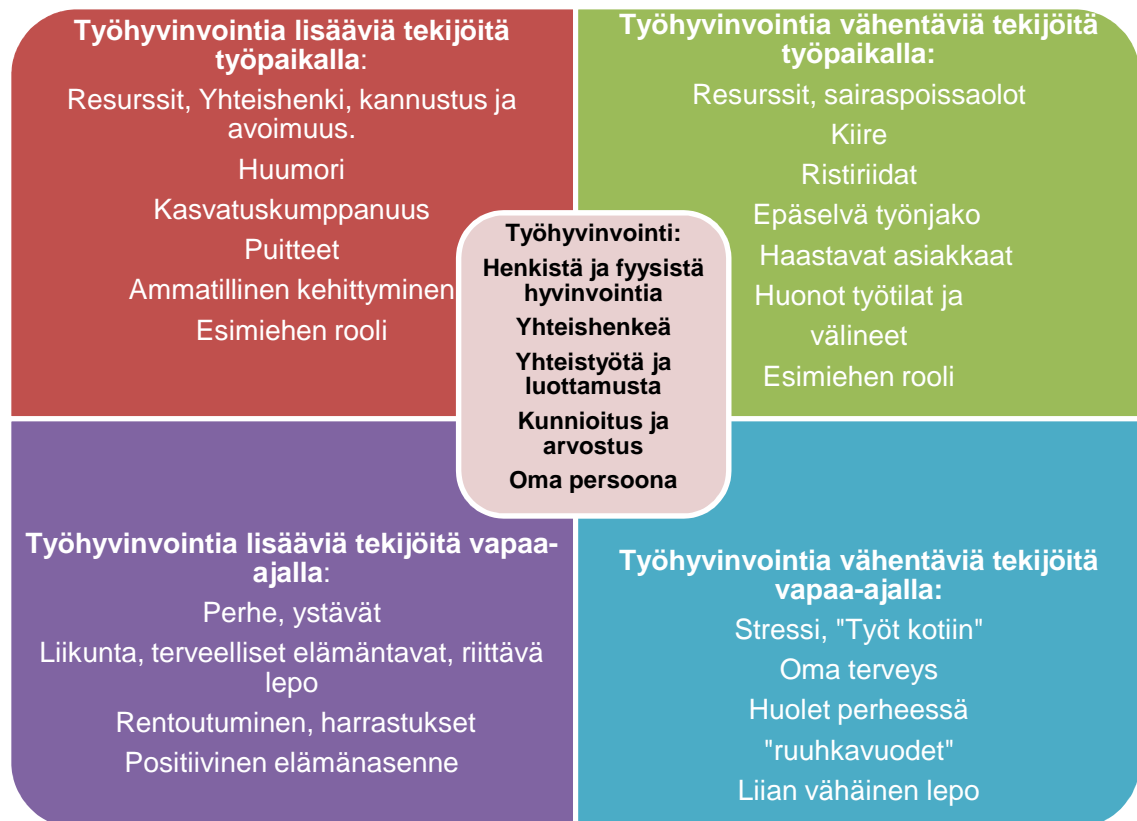 Työhyvinvointia lisääviä tekijöitä
työpaikalla:
Resurssit, Yhteishenki, kannustus ja
avoimuus.
Huumori
Kasvatuskumppanuus
Puitteet
Ammatillinen kehittyminen
Esimiehen rooli
Työhyvinvointia vähentäviä tekijöitä
työpaikalla:
Resurssit, sairaspoissaolot
Kiire
Ristiriidat
Epäselvä työnjako
Haastavat asiakkaat
Huonot työtilat ja
välineet
Esimiehen rooli
Työhyvinvointi:
Henkistä ja fyysistä
hyvinvointia
Yhteishenkeä
Yhteistyötä ja
luottamusta
Kunnioitus ja
arvostus
Oma persoona
Työhyvinvointia lisääviä tekijöitä vapaa-
ajalla:
Perhe, ystävät
Liikunta, terveelliset elämäntavat, riittävä
lepo
Rentoutuminen, harrastukset
Positiivinen elämänasenne
Työhyvinvointia vähentäviä tekijöitä
vapaa-ajalla:
Stressi, "Työt kotiin"
Oma terveys
Huolet perheessä
"ruuhkavuodet"
Liian vähäinen lepo